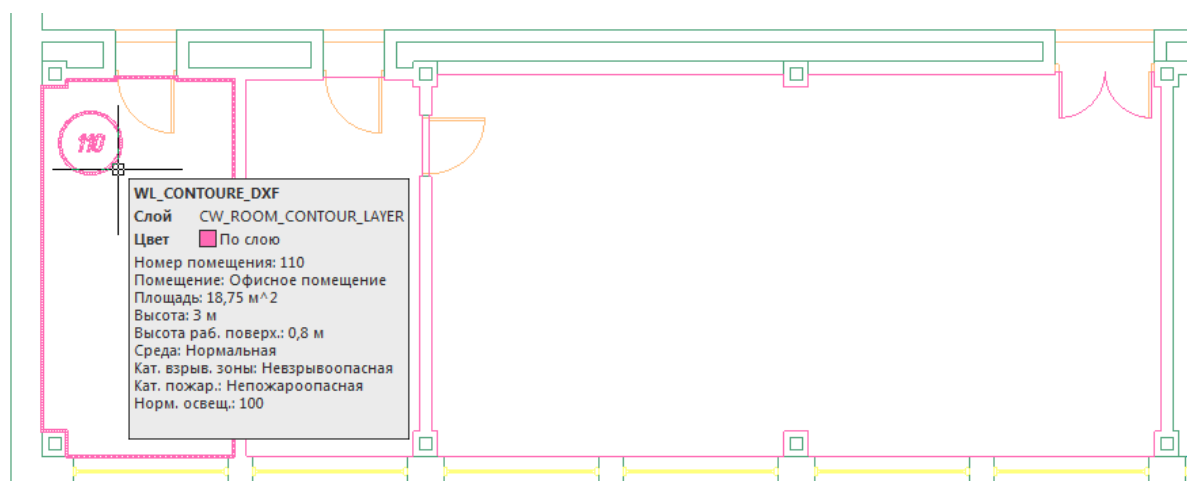 110
WL_CONTOURE_DXF
Слой CW_ROOM_CONTOUR_LAYER
Цвет По слою
Номер помещения: 110
Помещение: Офисное помещение
Площадь: 18,75 м^2
Высота: 3 м
Высота раб. поверх.: 0,8 м
Среда: Нормальная
Кат. взрыв. зоны: Невзрывоопасная
Кат. пожар.: Непожароопасная
Норм. освещ.: 100